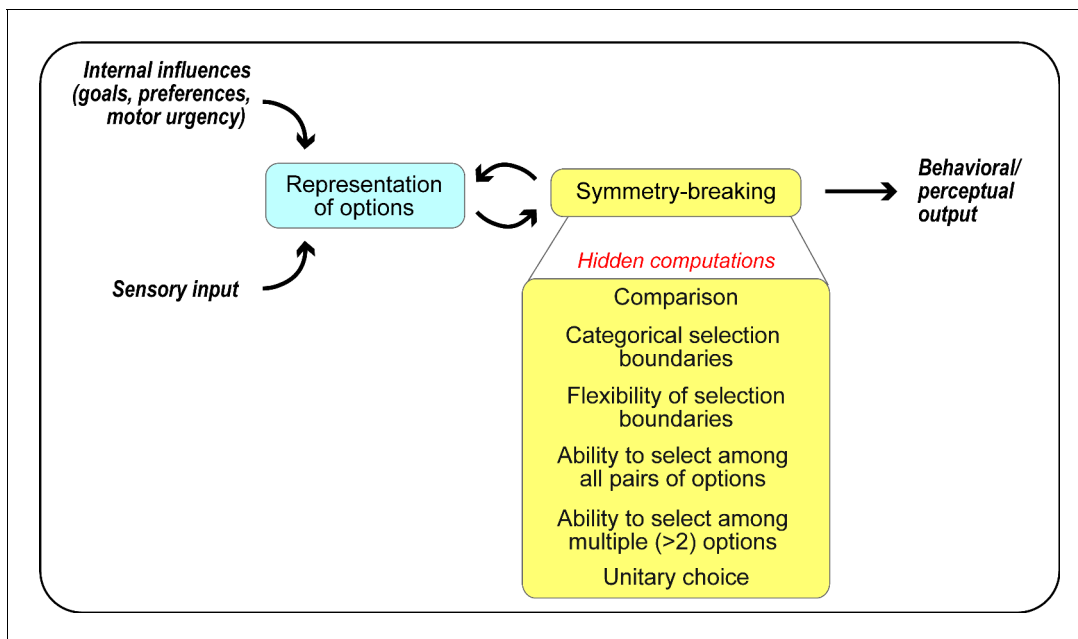 Internal influences
(goals, preferences,
motor urgency)
Representation
of options
Sensory input
Symmetry-breaking
Behavioral/
perceptual
output
Hidden computations
Comparison
Categorical selection
boundaries
Flexibility of selection
boundaries
Ability to select among
all pairs of options
Ability to select among
multiple (>2) options
Unitary choice